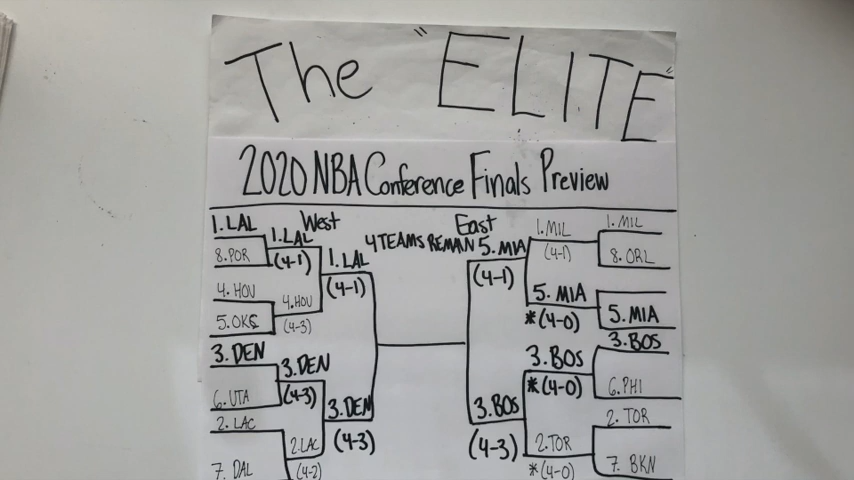 The "ELITE"
2020 NBA Conference Finals Preview
West
East
4 TEAMS REMAIN
1. LAL
8. POR
4. HOU
5. OKC
3. DEN
6. UTA
2. LAC
7. DAL
1. LAL
(4-1)
4. HOU
(4-3)
3. DEN
(4-3)
2. LAC
(4-2)
1. LAL
(4-1)
3. DEN
(4-3)
5. MIA
(4-1)
3. BOS
(4-3)
1. MIL
(4-1)
5. MIA
*(4-0)
3. BOS
*(4-0)
2. TOR
*(4-0)
1. MIL
8. ORL
5. MIA
3. BOS
6. PHI
2. TOR
7. BKN